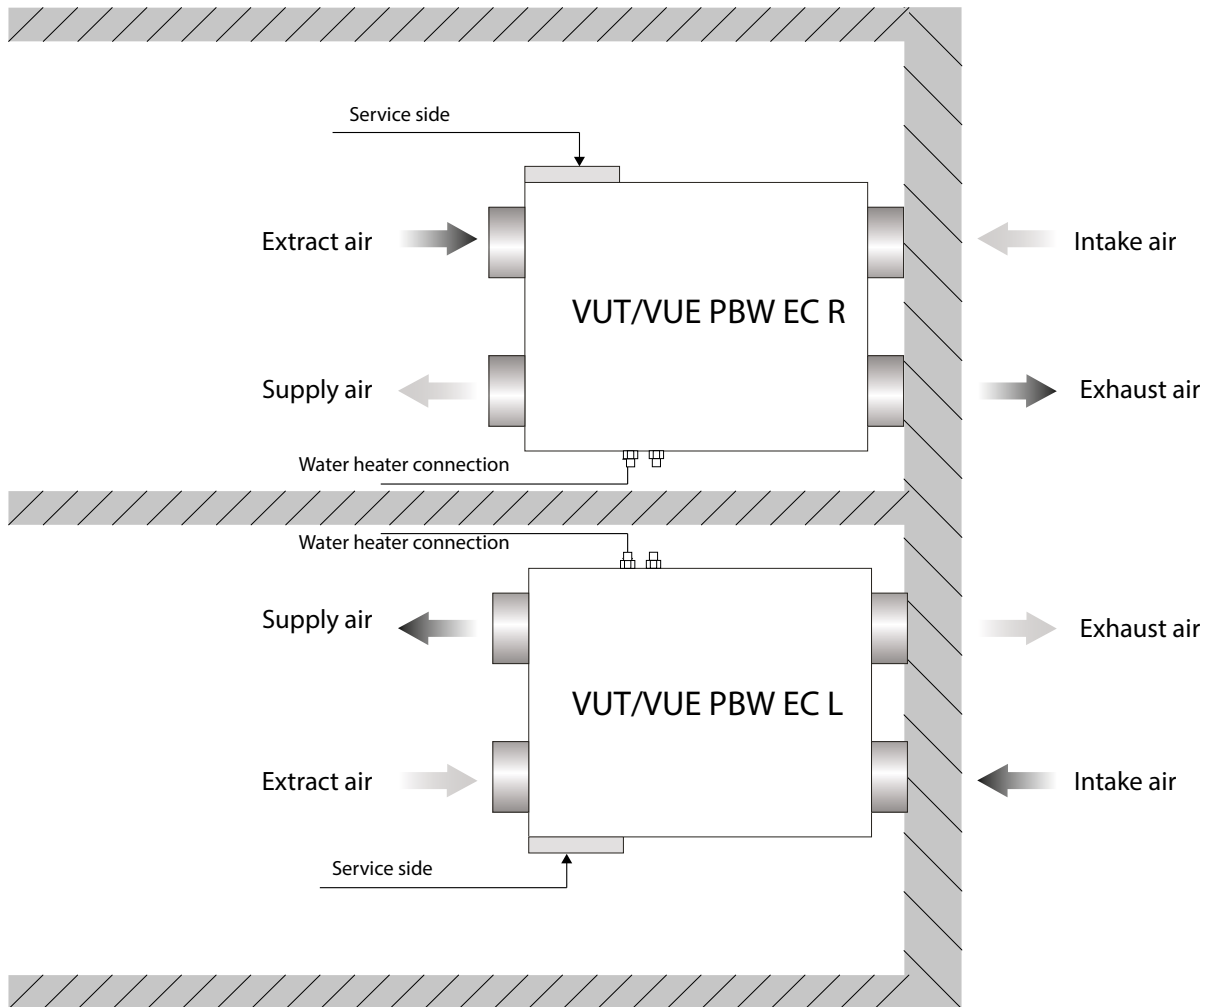 Service side
Extract air
Intake air
VUT/VUE PBW EC R
Supply air
Exhaust air
Water heater connection
Water heater connection
Supply air
Exhaust air
VUT/VUE PBW EC L
Extract air
Intake air
Service side